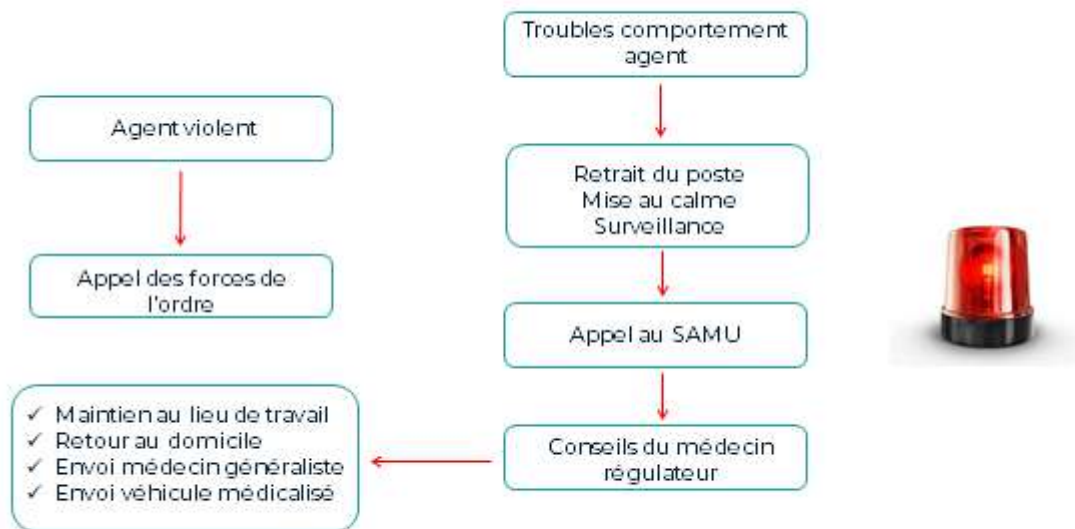 Troubles comportement
agent
Agent violent
Retrait du poste
Mise au calme
Surveillance
Appel des forces de
l'ordre
Appel au SAMU
✓ Maintien au lieu de travail
✓ Retour au domicile
✓ Envoi médecin généraliste
✓ Envoi véhicule médicalisé
Conseils du médecin
régulateur